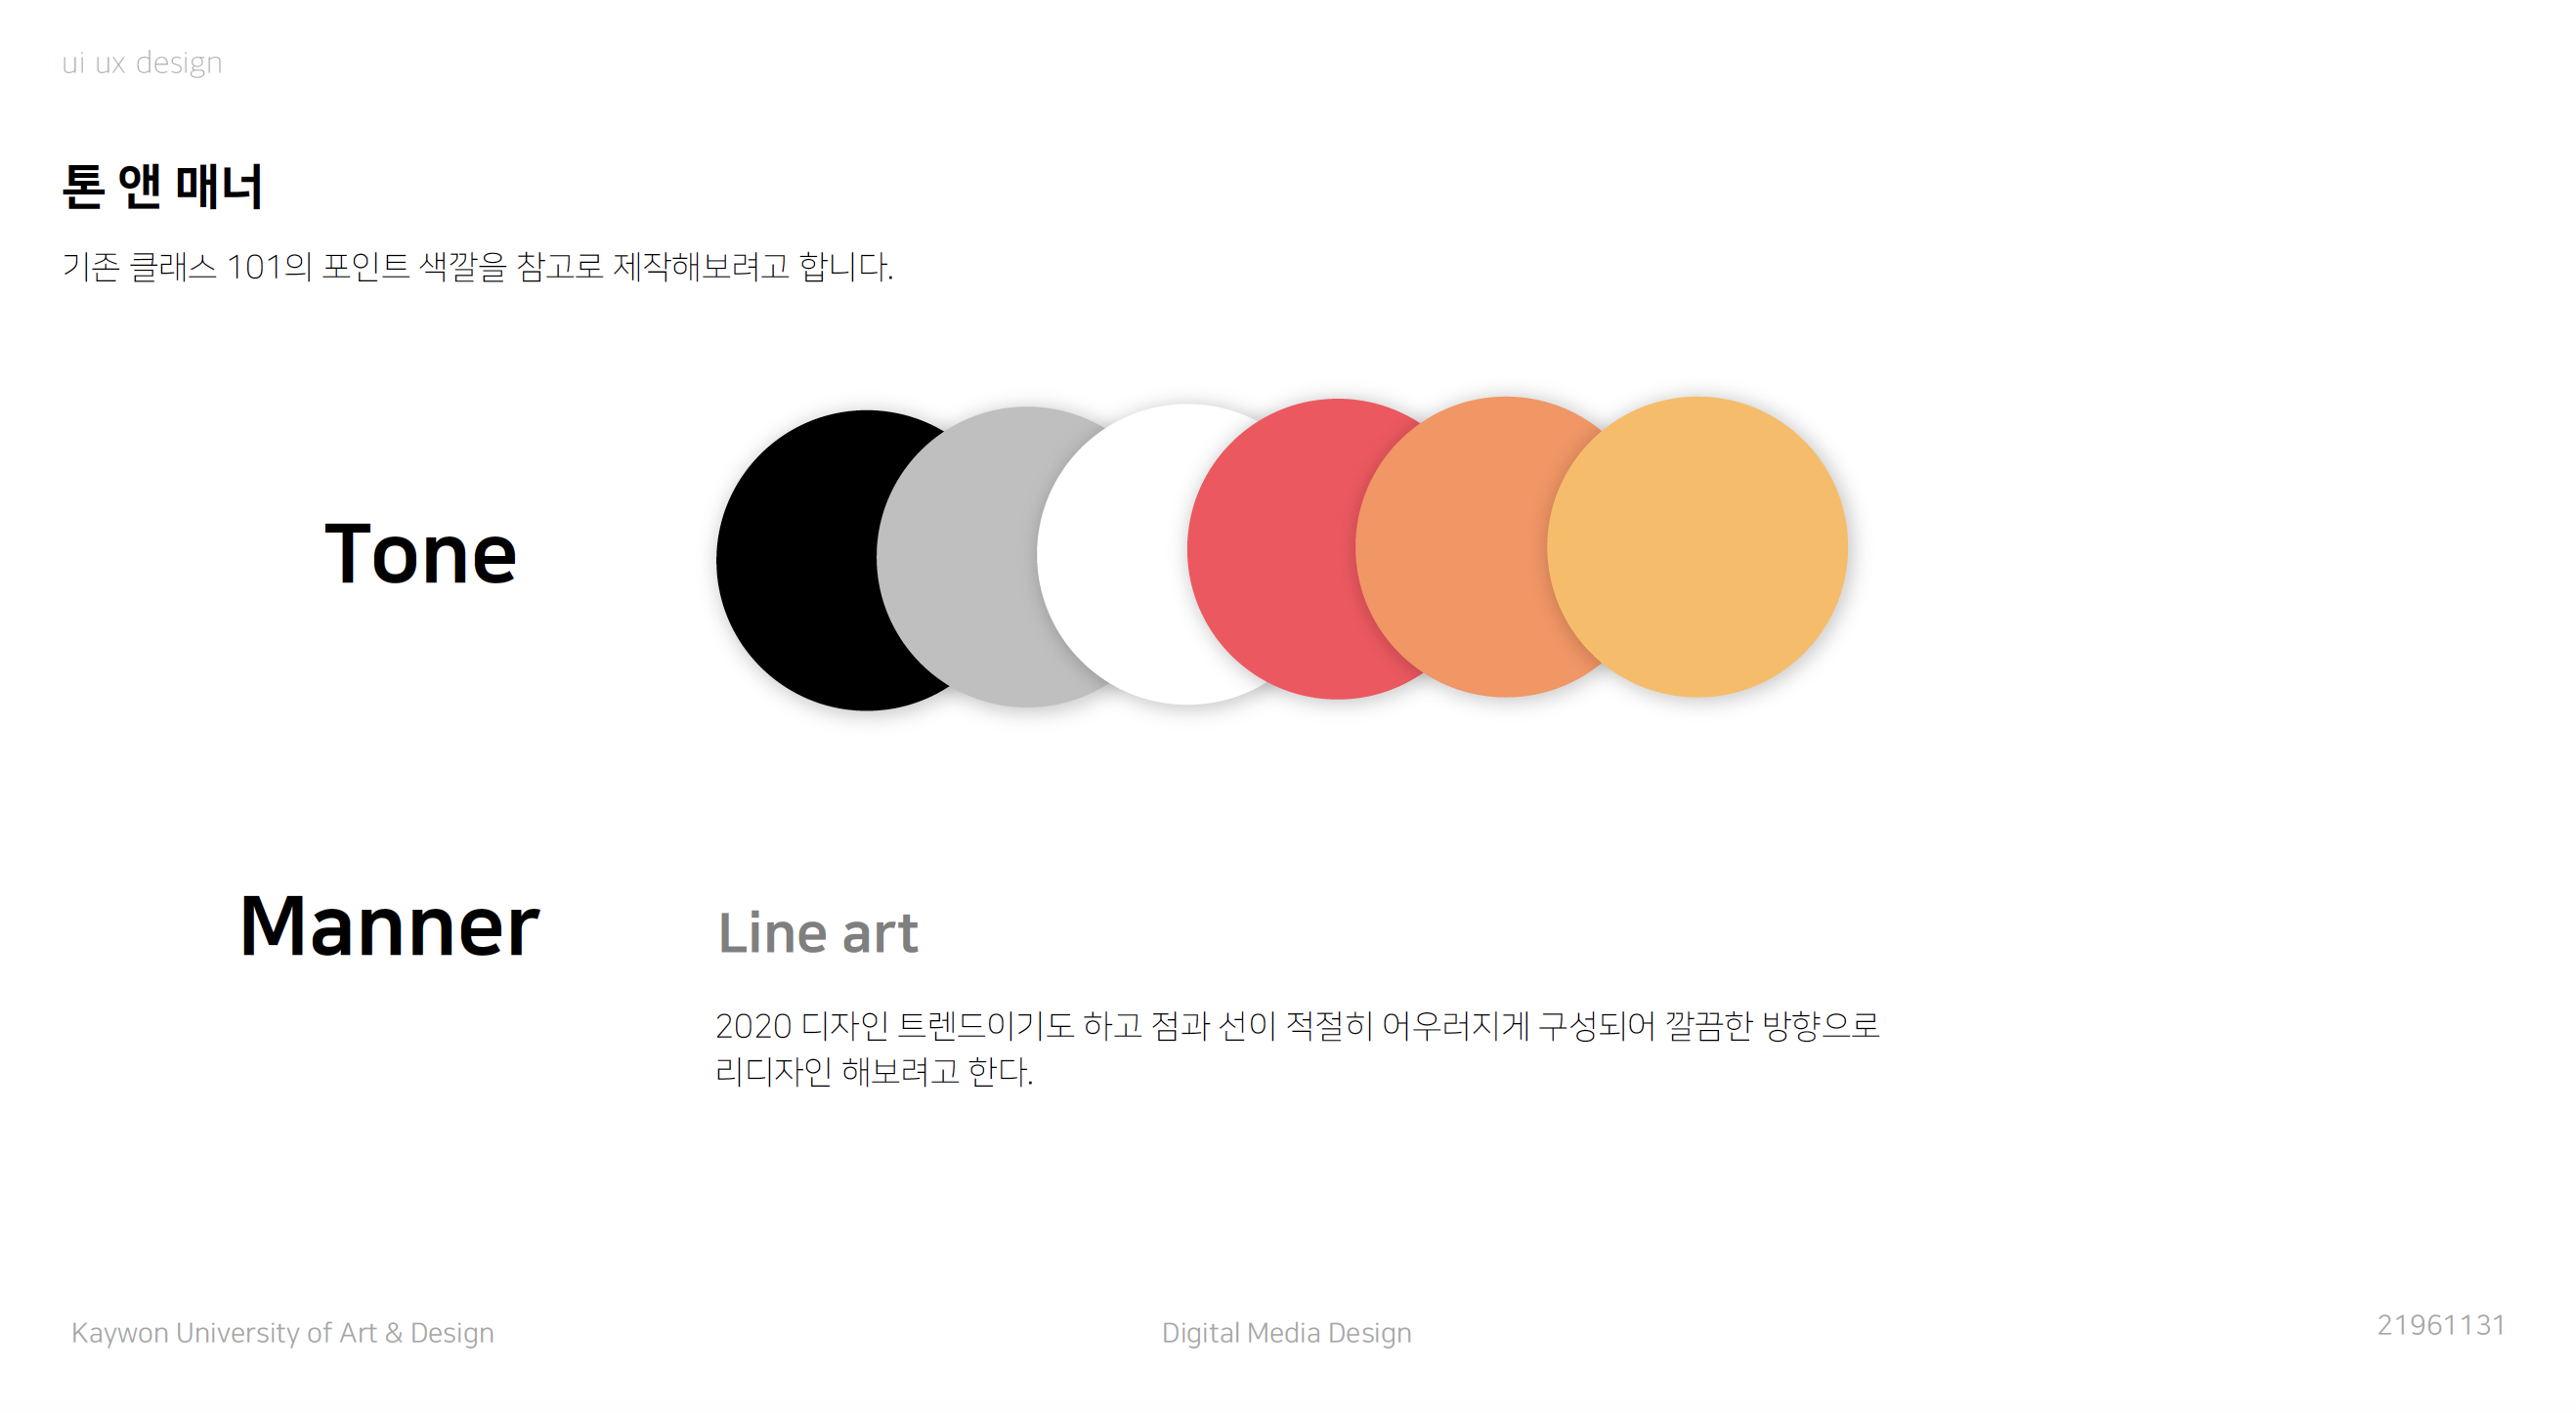 ui ux design
톤 앤 매너
기존 클래스 101의 포인트 색깔을 참고로 제작해보려고 합니다.
Tone
Manner
Line art
2020 디자인 트렌드이기도 하고 점과 선이 적절히 어우러지게 구성되어 깔끔한 방향으로
리디자인 해보려고 한다.
Kaywon University of Art & Design
Digital Media Design
21961131